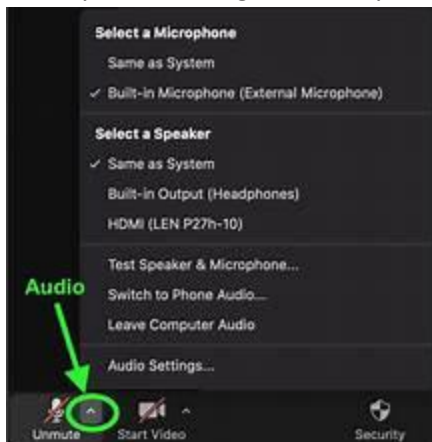 Select a Microphone
Same as System
✓ Built-in Microphone (External Microphone)
Select a Speaker
✓ Same as System
Built-in Output (Headphones)
HDMI (LEN P27h-10)
Test Speaker & Microphone...
Switch to Phone Audio...
Leave Computer Audio
Audio Settings...
Audio
Unmute
Start Video
Security